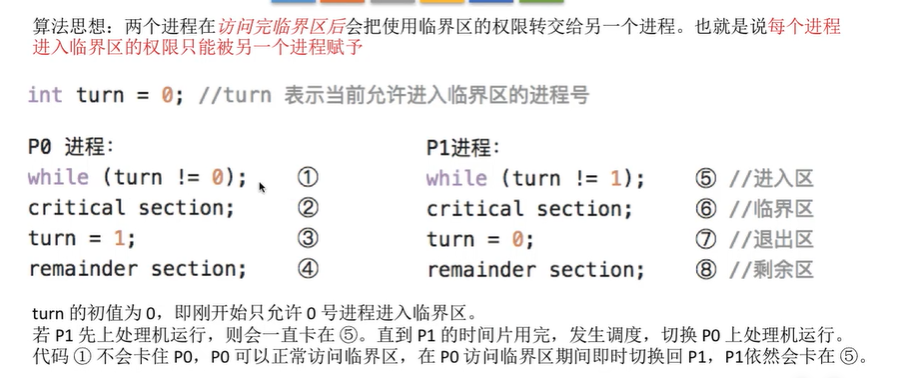 算法思想：两个进程在访问完临界区后会把使用临界区的权限转交给另一个进程。也就是说每个进程
进入临界区的权限只能被另一个进程赋予
int turn = 0; //turn 表示当前允许进入临界区的进程号
P0 进程：
while (turn != 0); ①
critical section; ②
turn = 1; ③
remainder section; ④
P1进程：
while (turn != 1); ⑤ //进入区
critical section; ⑥ //临界区
turn = 0; ⑦ //退出区
remainder section; ⑧ //剩余区
turn 的初值为 0，即刚开始只允许 0 号进程进入临界区。
若 P1 先上处理机运行，则会一直卡在 ⑤。直到 P1 的时间片用完，发生调度，切换 P0 上处理机运行。
代码 ① 不会卡住 P0，P0 可以正常访问临界区，在 P0 访问临界区期间即时切换回 P1，P1依然会卡在 ⑤。